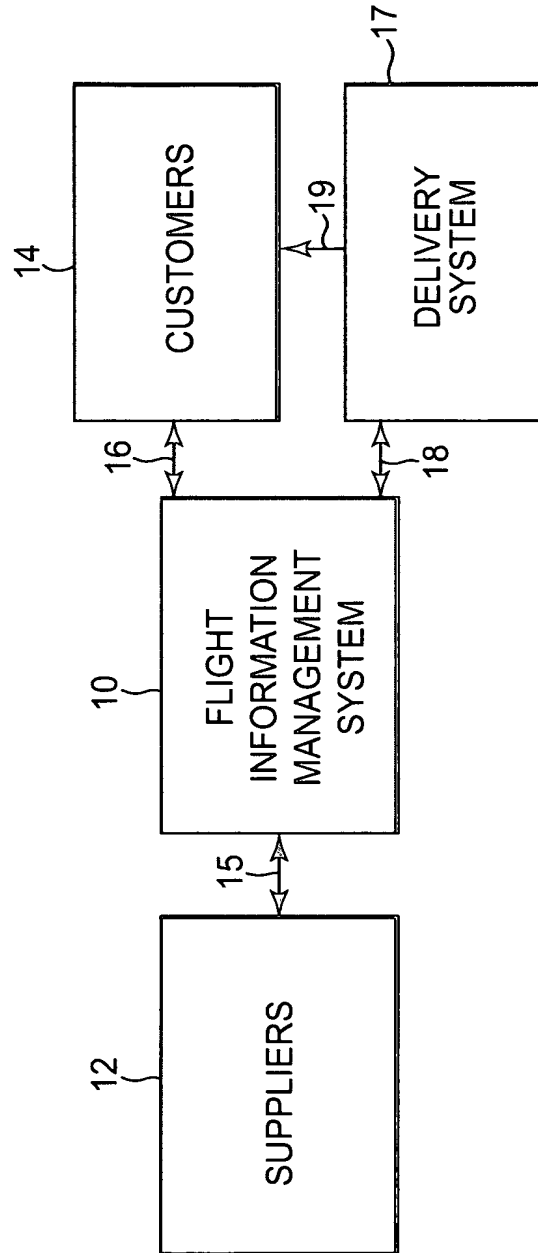 12
SUPPLIERS
15
10
FLIGHT
INFORMATION
MANAGEMENT
SYSTEM
16
14
CUSTOMERS
18
19
17
DELIVERY
SYSTEM